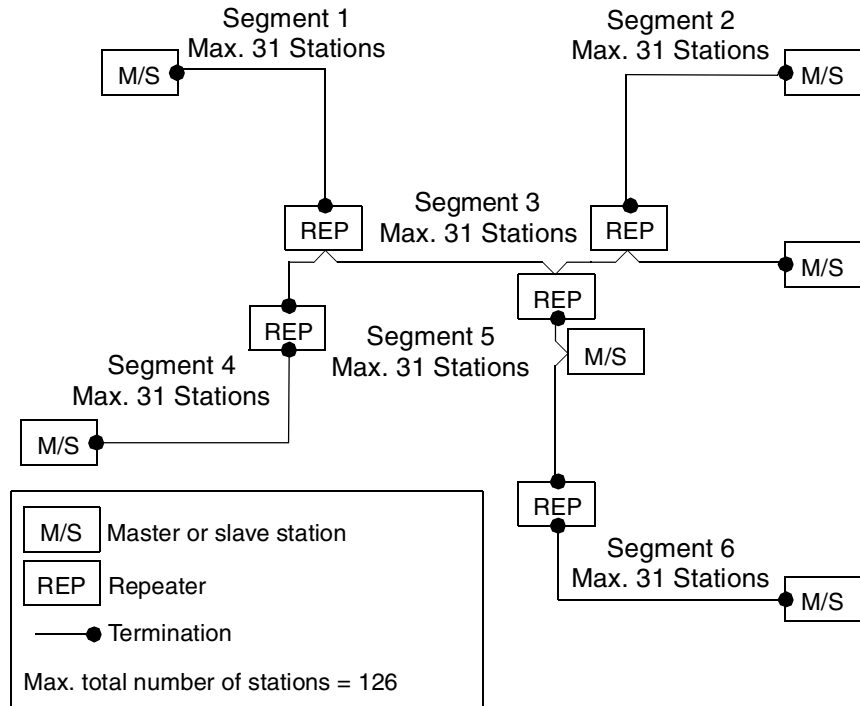 Segment 1
Max. 31 Stations
Segment 2
Max. 31 Stations
M/S
M/S
Segment 3
Max. 31 Stations
REP
REP
M/S
REP
REP
Segment 5
Max. 31 Stations
M/S
Segment 4
Max. 31 Stations
M/S
REP
Segment 6
Max. 31 Stations
M/S
M/S Master or slave station
REP Repeater
Termination
Max. total number of stations = 126